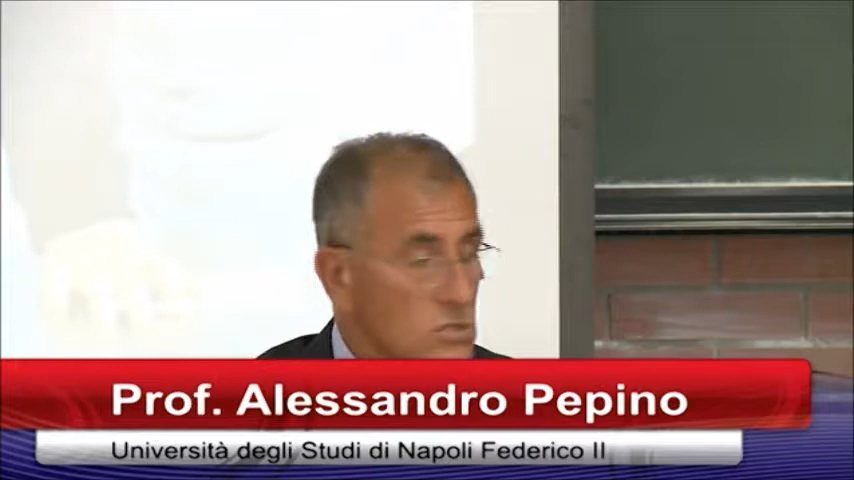 Prof. Alessandro Pepino
Università degli Studi di Napoli Federico II